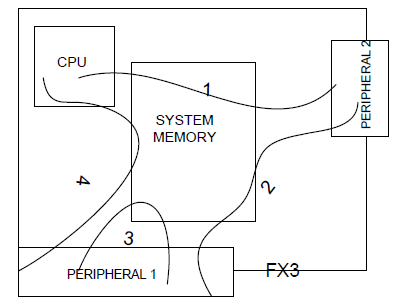 CPU
1
PERIPHERAL 2
SYSTEM
MEMORY
4
2
3
PERIPHERAL 1
FX3